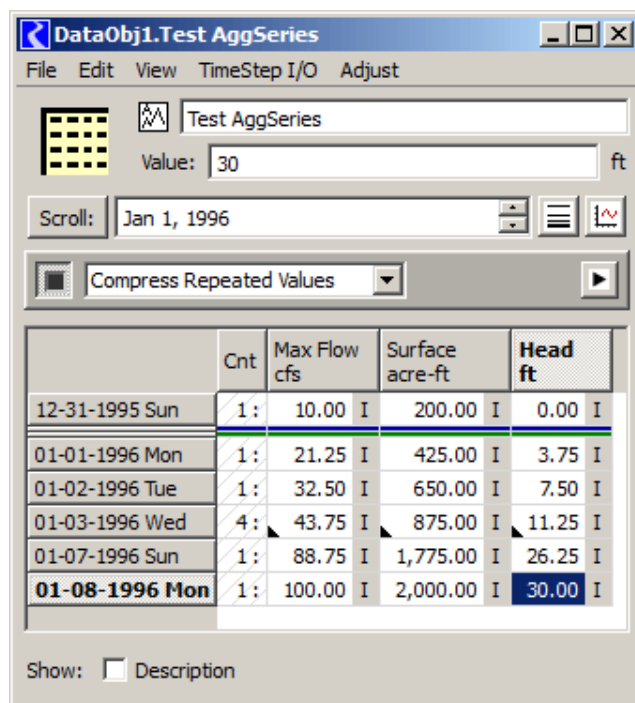 DataObj1.Test AggSeries
File Edit View TimeStep I/O Adjust
Test AggSeries
Value: 30 ft
Scroll: Jan 1, 1996
Compress Repeated Values
Cnt Max Flow cfs Surface acre-ft Head ft
12-31-1995 Sun 1: 10.00 I 200.00 I 0.00 I
01-01-1996 Mon 1: 21.25 I 425.00 I 3.75 I
01-02-1996 Tue 1: 32.50 I 650.00 I 7.50 I
01-03-1996 Wed 4: 43.75 I 875.00 I 11.25 I
01-07-1996 Sun 1: 88.75 I 1,775.00 I 26.25 I
01-08-1996 Mon 1: 100.00 I 2,000.00 I 30.00 I
Show: Description